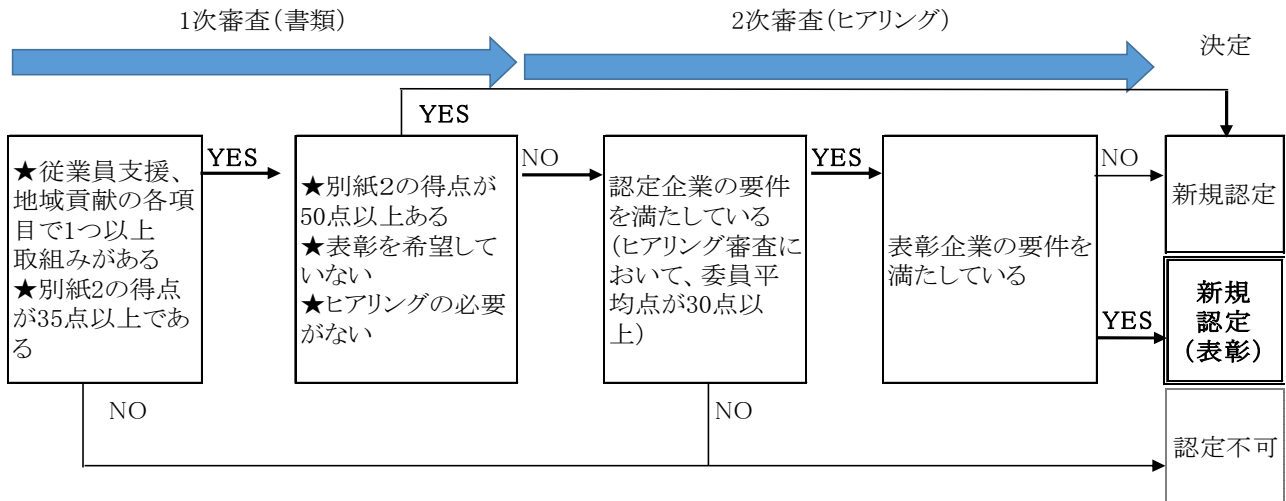 1次審査(書類)
2次審査(ヒアリング)
決定
★従業員支援、
地域貢献の各項
目で1つ以上
取組みがある
★別紙2の得点
が35点以上であ
る
YES
NO
★別紙２の得点が
50点以上ある
★表彰を希望して
いない
★ヒアリングの必要
がない
YES
NO
認定企業の要件
を満たしている
(ヒアリング審査に
おいて、委員平
均点が30点以
上)
YES
NO
表彰企業の要件を
満たしている
NO
YES
新規認定
新規
認定
(表彰)
認定不可